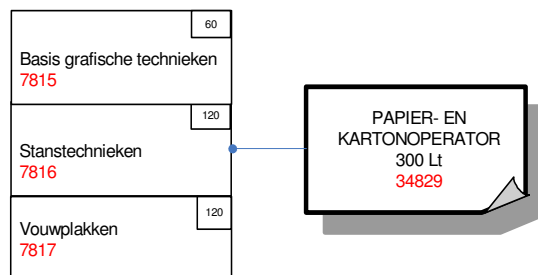 60
Basis grafische technieken
7815
120
Stanstechnieken
7816
120
Vouwplakken
7817
PAPIER- EN
KARTONOPERATOR
300 Lt
34829